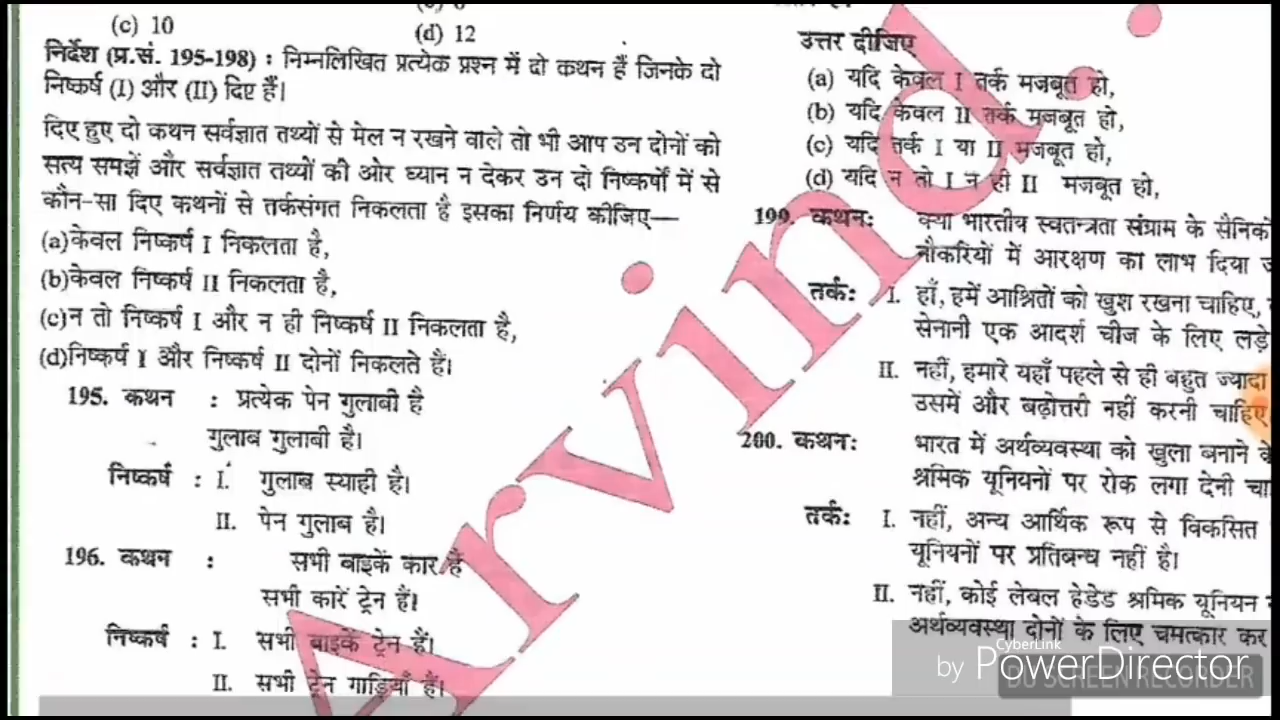 (c) 10
(d) 12
निर्देश (प्र.सं. 195-198) : निम्नलिखित प्रत्येक प्रश्न में दो कथन हैं जिनके दो
निष्कर्ष (I) और (II) दिए हैं।
दिए हुए दो कथन सर्वज्ञात तथ्यों से मेल न रखने वाले तो भी आप उन दोनों को
सत्य समझें और सर्वज्ञात तथ्यों की ओर ध्यान न देकर उन दो निष्कर्षों में से
कौन-सा दिए कथनों से तर्कसंगत निकलता है इसका निर्णय कीजिए—
(a)केवल निष्कर्ष I निकलता है,
(b)केवल निष्कर्ष II निकलता है,
(c)न तो निष्कर्ष I और न ही निष्कर्ष II निकलता है,
(d)निष्कर्ष I और निष्कर्ष II दोनों निकलते हैं।
195. कथन : प्रत्येक पेन गुलाबी है
गुलाब गुलाबी है।
निष्कर्ष : I. गुलाब स्याही है।
II. पेन गुलाब है।
196. कथन : सभी बाइकें कार हैं
सभी कारें ट्रेन हैं।
निष्कर्ष : I. सभी बाइकें ट्रेन हैं।
II. सभी ट्रेन गाड़ियाँ हैं।
उत्तर दीजिए
(a) यदि केवल I तर्क मजबूत हो,
(b) यदि केवल II तर्क मजबूत हो,
(c) यदि तर्क I या II मजबूत हो,
(d) यदि न तो I न ही II मजबूत हो,
199. कथन: क्या भारतीय स्वतन्त्रता संग्राम के
नौकरियों में आरक्षण का लाभ दिया
तर्क: I. हाँ, हमें आश्रितों को खुश रखना चाहिए,
सेनानी एक आदर्श चीज के लिए लड़े
II. नहीं, हमारे यहाँ पहले से ही बहुत ज्यादा
उसमें और बढ़ोत्तरी नहीं करनी चाहिए
200. कथन: भारत में अर्थव्यवस्था को खुला बनाने
श्रमिक यूनियनों पर रोक लगा देनी
तर्क: I. नहीं, अन्य आर्थिक रूप से विकसित
यूनियनों पर प्रतिबन्ध नहीं है।
II. नहीं, कोई लेबल हेडेड श्रमिक यूनियन
अर्थव्यवस्था दोनों के लिए चमत्कार कर
Arvind
CyberLink
by PowerDirector
DU SCREEN RECORDER